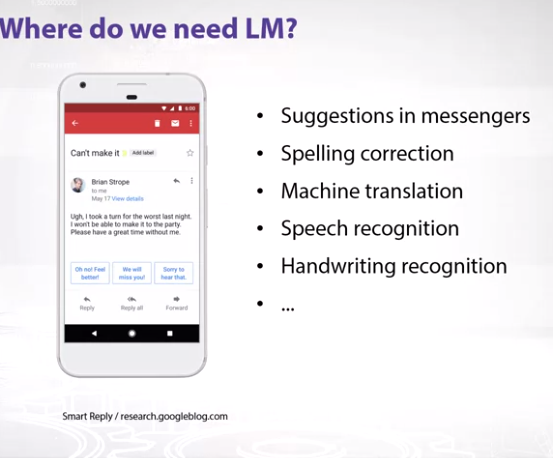 Where do we need LM?
6:00
Can't make it
Add label
Brian Strope
to me
May 17 View details
Ugh, I took a turn for the worst last night.
I won't be able to make it to the party.
Please have a great time without me.
Oh no! Feel
better!
We will
miss you!
Sorry to
hear that.
Reply
Reply all
Forward
• Suggestions in messengers
• Spelling correction
• Machine translation
• Speech recognition
• Handwriting recognition
• ...
Smart Reply / research.googleblog.com